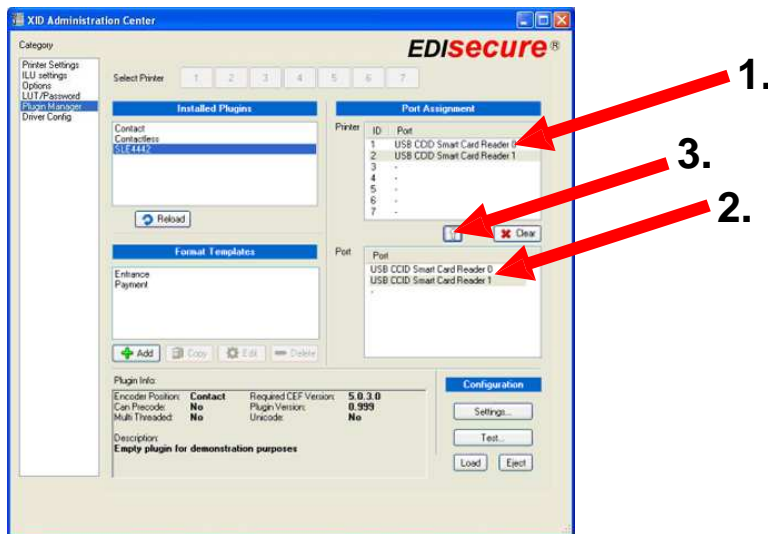 XID Administration Center
Category
EDIsecure®
Printer Settings
ILU settings
Options
LUT/Password
Plugin Manager
Driver Config
Select Printer 1 2 3 4 5 6 7
Installed Plugins
Contact
Contactless
SLE4442
Reload
Port Assignment
Printer
ID Port
1 USB CCID Smart Card Reader 0
2 USB CCID Smart Card Reader 1
3 -
4 -
5 -
6 -
7 -
Clear
Format Templates
Entrance
Payment
Add Copy Edit Delete
Port
Port
USB CCID Smart Card Reader 0
USB CCID Smart Card Reader 1
-
Plugin Info:
Encoder Position: Contact Required CEF Version: 5.0.3.0
Can Precode: No Plugin Version: 0.999
Multi Threaded: No Unicode: No
Description:
Empty plugin for demonstration purposes
Configuration
Settings...
Test...
Load Eject
1.
3.
2.